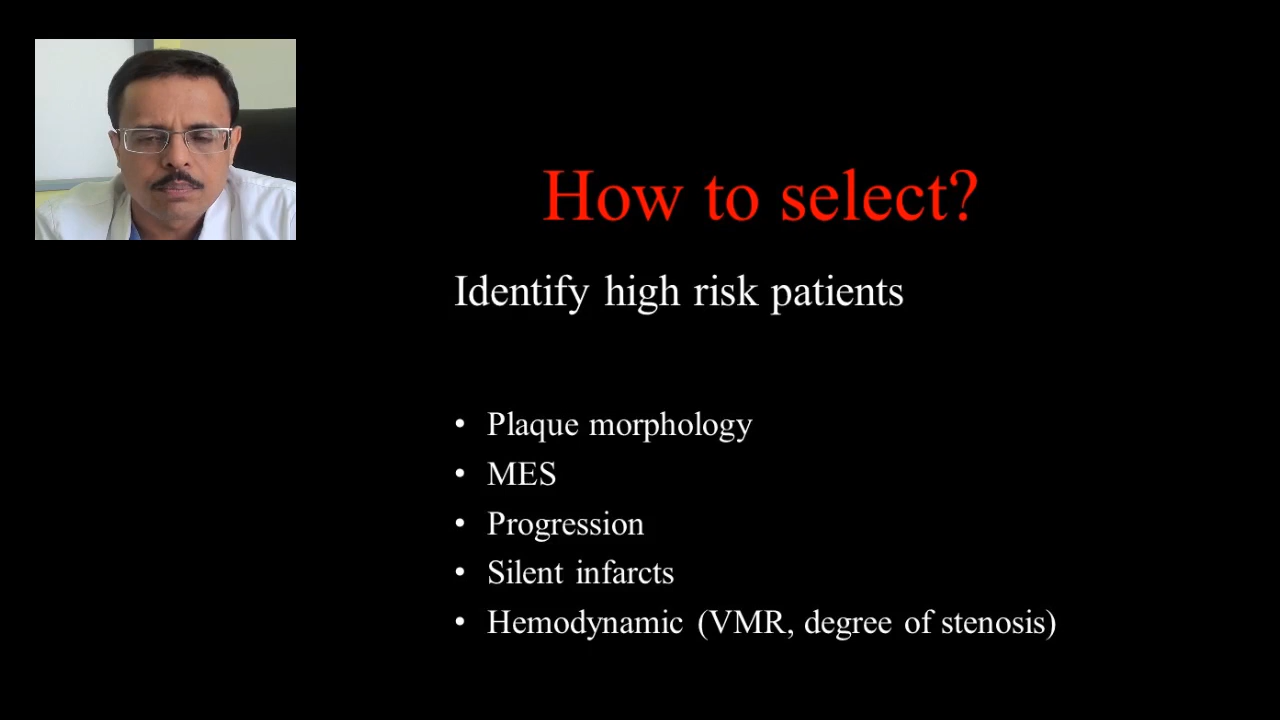 How to select?
Identify high risk patients
• Plaque morphology
• MES
• Progression
• Silent infarcts
• Hemodynamic (VMR, degree of stenosis)